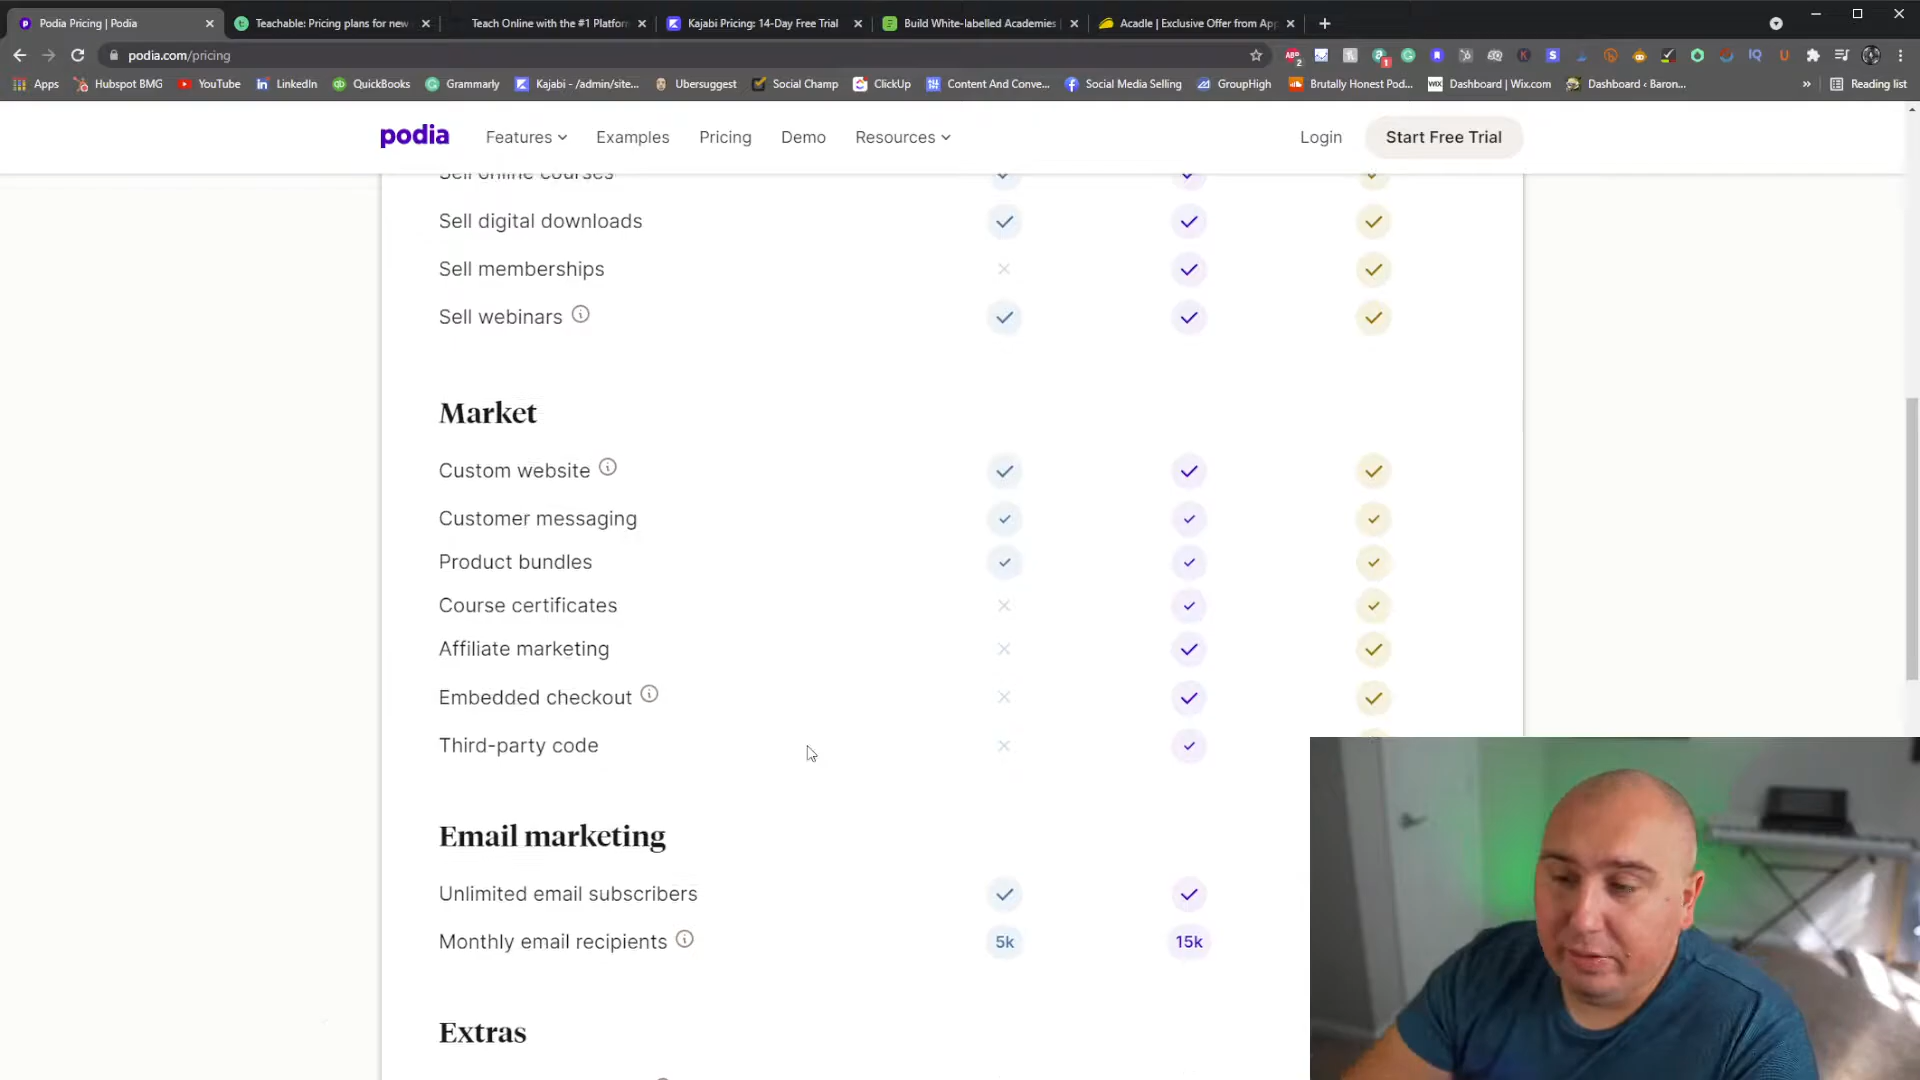 Podia Pricing | Podia
Teachable: Pricing plans for new
Teach Online with the #1 Platform
Kajabi Pricing: 14-Day Free Trial
Build White-labelled Academies
Acadle | Exclusive Offer from App
podia.com/pricing
Apps
Hubspot BMG
YouTube
LinkedIn
QuickBooks
Grammarly
Kajabi - /admin/site...
Ubersuggest
Social Champ
ClickUp
Content And Conve...
Social Media Selling
GroupHigh
Brutally Honest Pod...
Dashboard | Wix.com
Dashboard ‹ Baron...
Reading list
podia
Features
Examples
Pricing
Demo
Resources
Login
Start Free Trial
Sell online courses
Sell digital downloads
Sell memberships
Sell webinars
Market
Custom website
Customer messaging
Product bundles
Course certificates
Affiliate marketing
Embedded checkout
Third-party code
Email marketing
Unlimited email subscribers
Monthly email recipients 5k 15k
Extras